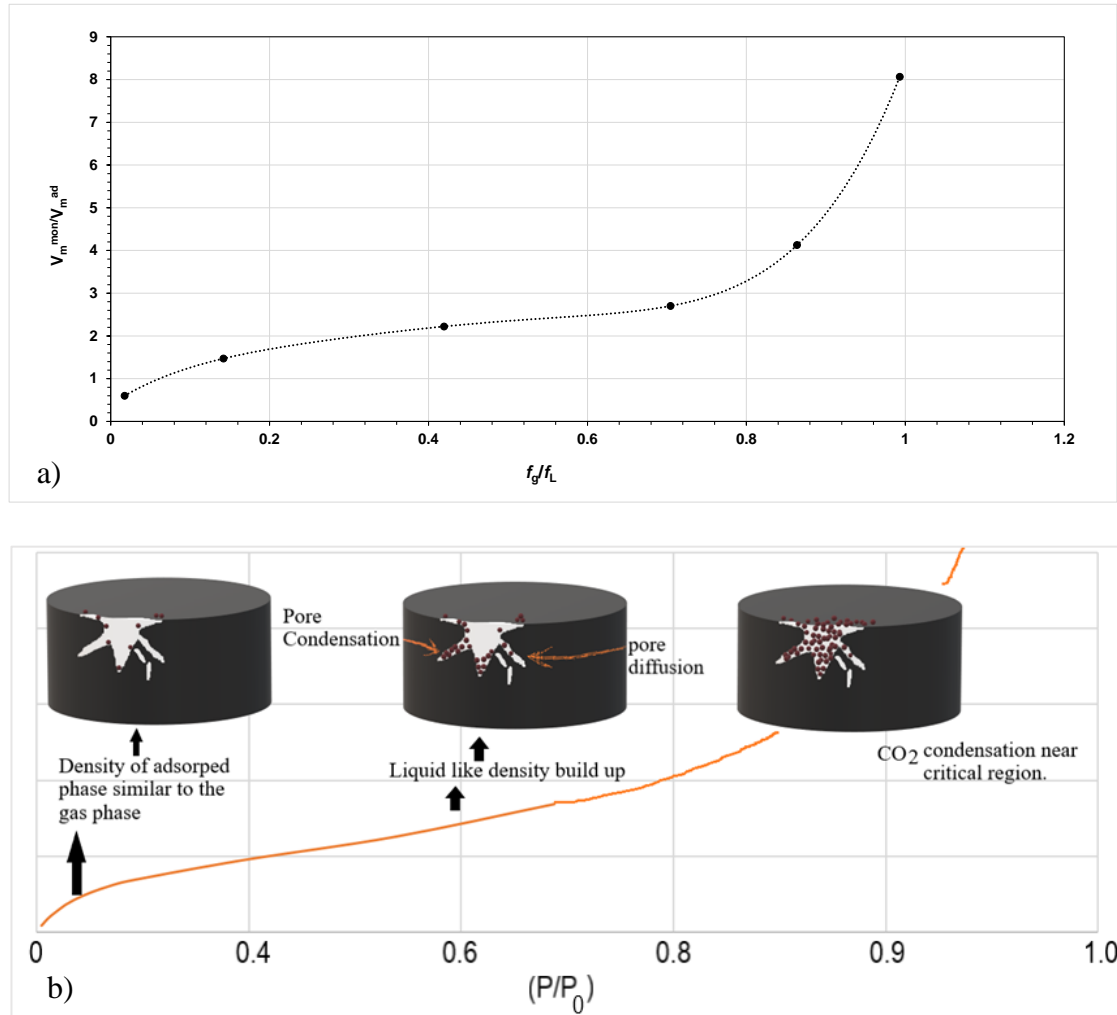 9
8
7
6
5
4
3
2
1
0
V_m^mon/V_m^ad
0 0.2 0.4 0.6 0.8 1 1.2
f_g/f_L
a)
Pore
Condensation
pore
diffusion
Density of adsorped
phase similar to the
gas phase
Liquid like density build up
CO2 condensation near
critical region.
0 0.4 0.6 0.8 0.9 1.0
(P/P0)
b)